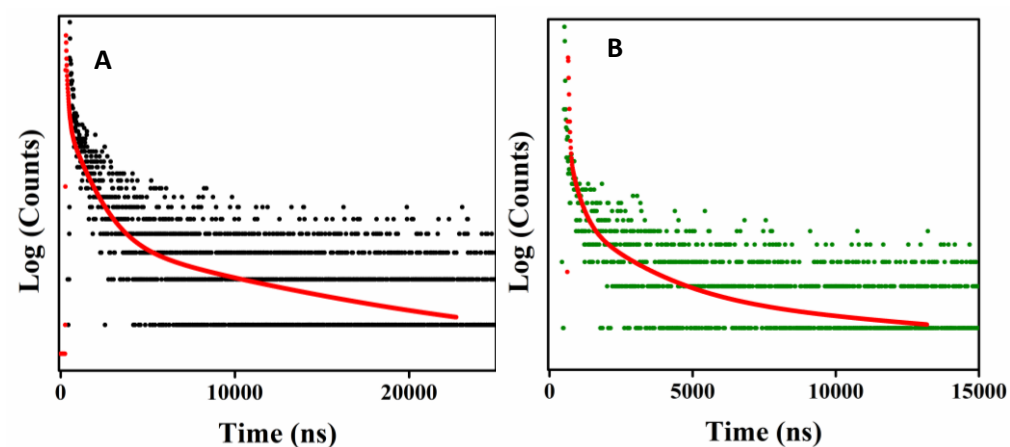 A
Log (Counts)
0
10000
20000
Time (ns)
B
Log (Counts)
0
5000
10000
15000
Time (ns)